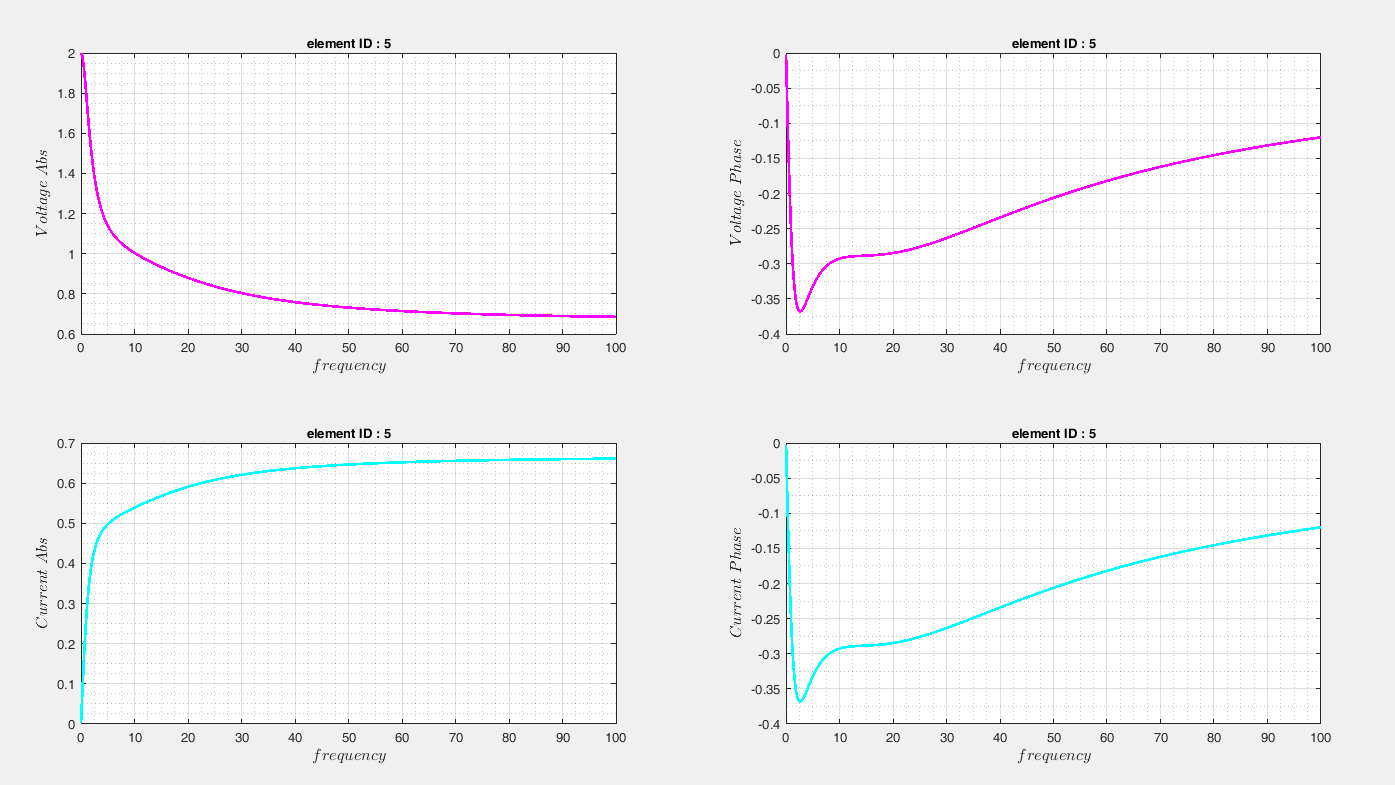 element ID : 5
Voltage Abs
2
1.8
1.6
1.4
1.2
1
0.8
0.6
0 10 20 30 40 50 60 70 80 90 100
frequency
element ID : 5
Voltage Phase
0
-0.05
-0.1
-0.15
-0.2
-0.25
-0.3
-0.35
-0.4
0 10 20 30 40 50 60 70 80 90 100
frequency
element ID : 5
Current Abs
0.7
0.6
0.5
0.4
0.3
0.2
0.1
0
0 10 20 30 40 50 60 70 80 90 100
frequency
element ID : 5
Current Phase
0
-0.05
-0.1
-0.15
-0.2
-0.25
-0.3
-0.35
-0.4
0 10 20 30 40 50 60 70 80 90 100
frequency